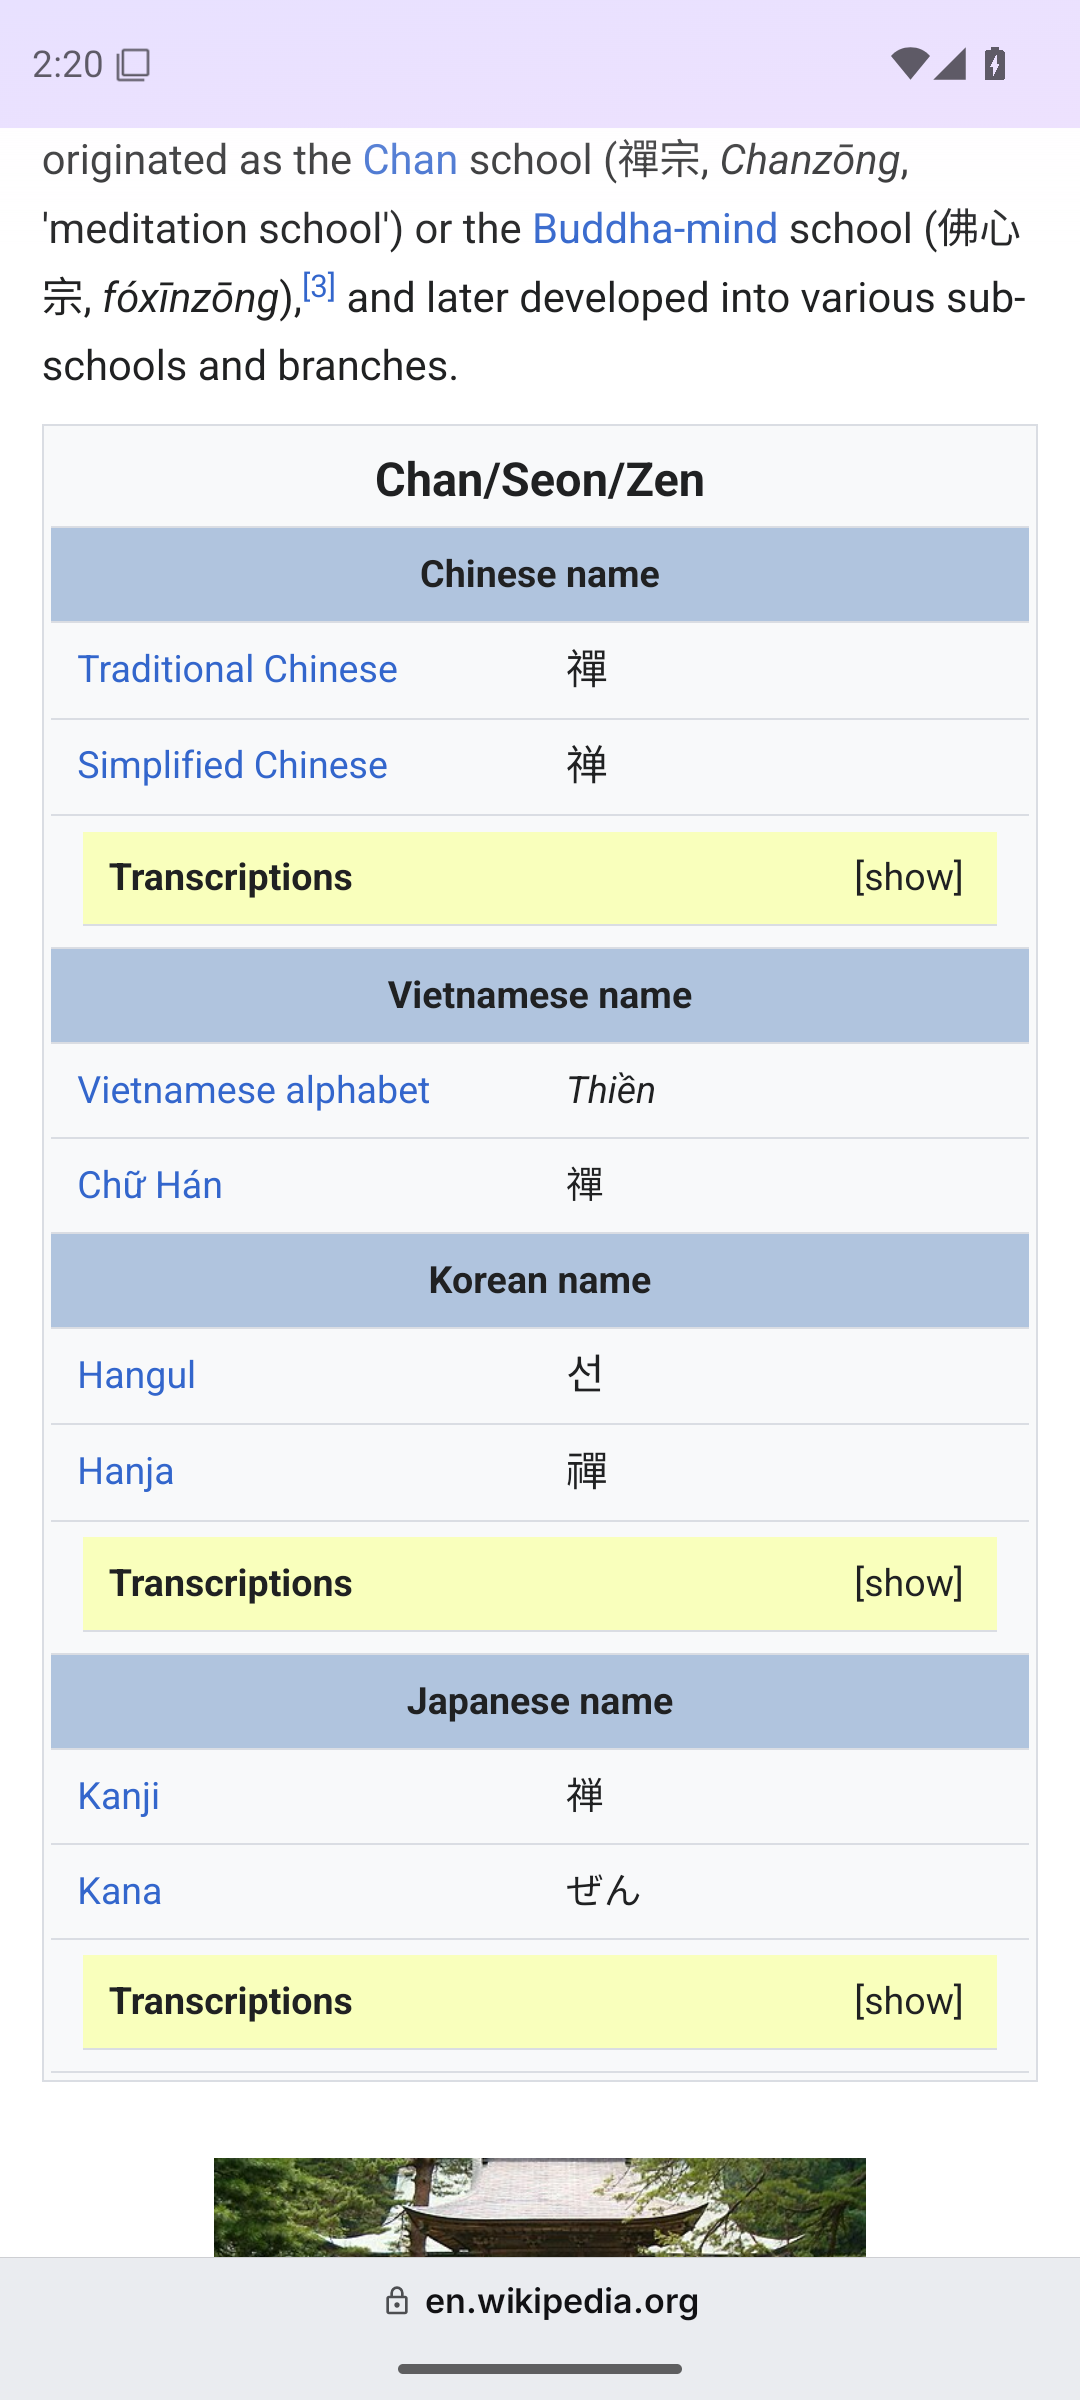 2:20
originated as the Chan school (禪宗, Chanzōng,
'meditation school') or the Buddha-mind school (佛心
宗, fóxīnzōng),[3] and later developed into various sub-
schools and branches.
Chan/Seon/Zen
Chinese name
Traditional Chinese 禪
Simplified Chinese 禅
Transcriptions [show]
Vietnamese name
Vietnamese alphabet Thiền
Chữ Hán 禪
Korean name
Hangul 선
Hanja 禪
Transcriptions [show]
Japanese name
Kanji 禅
Kana ぜん
Transcriptions [show]
en.wikipedia.org